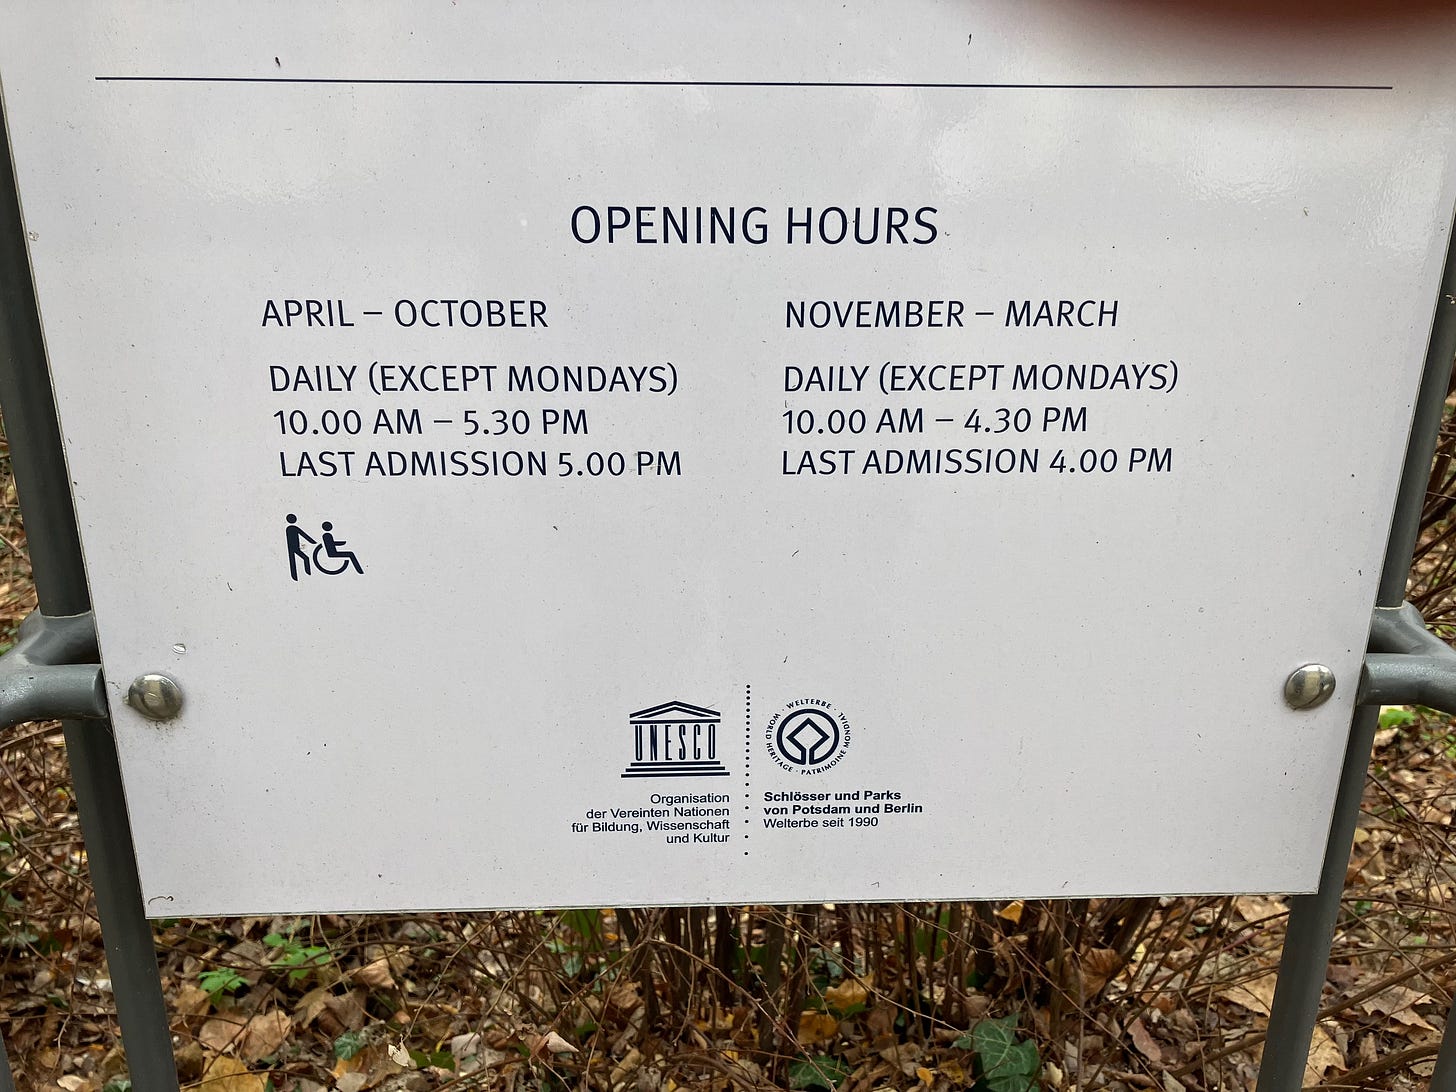 OPENING HOURS
APRIL – OCTOBER
DAILY (EXCEPT MONDAYS)
10.00 AM – 5.30 PM
LAST ADMISSION 5.00 PM
NOVEMBER – MARCH
DAILY (EXCEPT MONDAYS)
10.00 AM – 4.30 PM
LAST ADMISSION 4.00 PM
UNESCO
Organisation
der Vereinten Nationen
für Bildung, Wissenschaft
und Kultur
· WELTERBE · WORLD HERITAGE · PATRIMOINE MONDIAL
Schlösser und Parks
von Potsdam und Berlin
Welterbe seit 1990